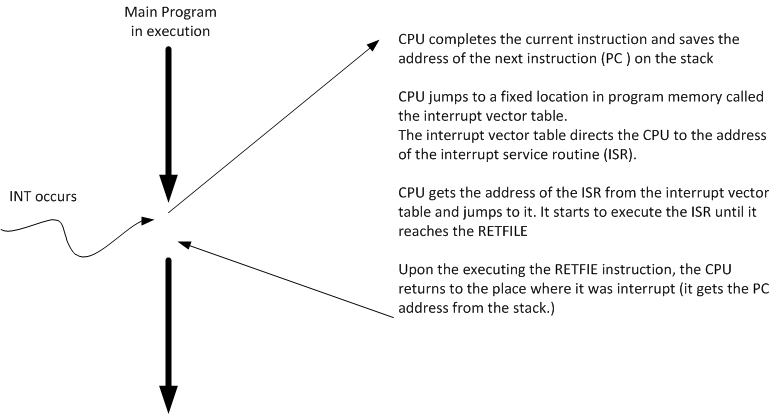 Main Program
in execution
CPU completes the current instruction and saves the
address of the next instruction (PC ) on the stack
CPU jumps to a fixed location in program memory called
the interrupt vector table.
The interrupt vector table directs the CPU to the address
of the interrupt service routine (ISR).
INT occurs
CPU gets the address of the ISR from the interrupt vector
table and jumps to it. It starts to execute the ISR until it
reaches the RETFILE
Upon the executing the RETFIE instruction, the CPU
returns to the place where it was interrupt (it gets the PC
address from the stack.)